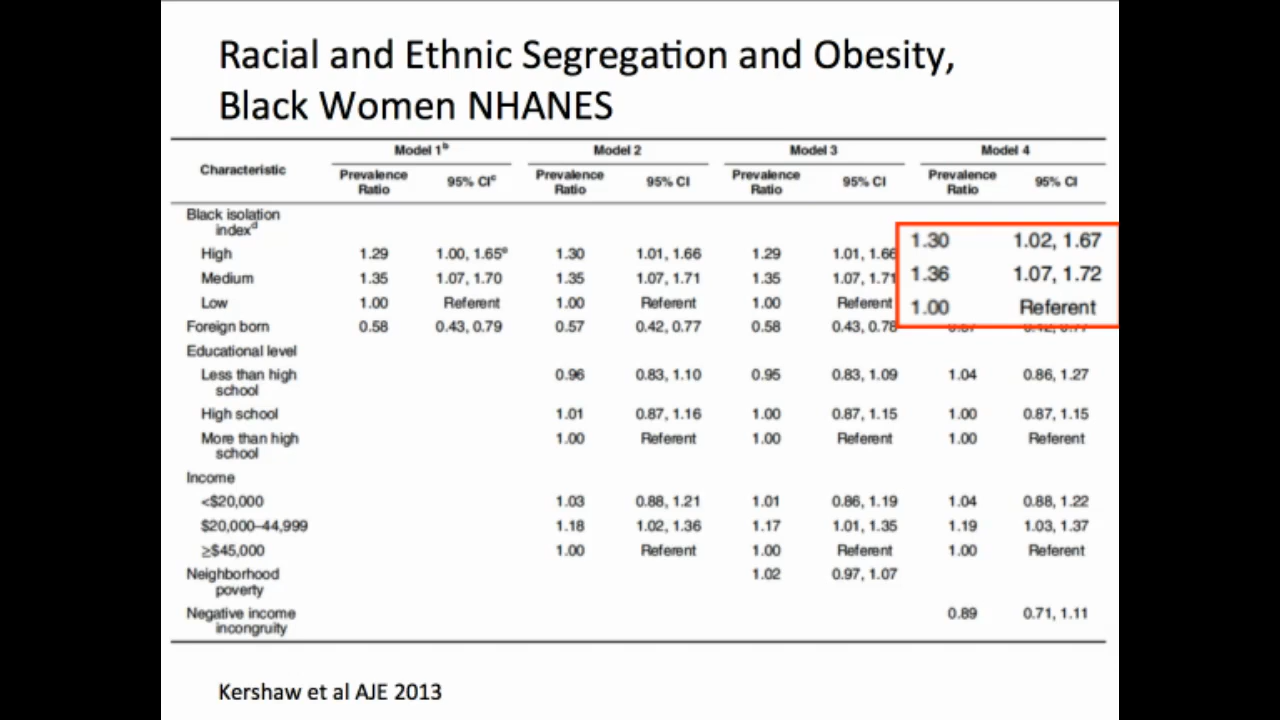 Racial and Ethnic Segregation and Obesity,
Black Women NHANES
Characteristic Model 1ᵇ Model 2 Model 3 Model 4
Prevalence Ratio 95% CIᶜ Prevalence Ratio 95% CI Prevalence Ratio 95% CI Prevalence Ratio 95% CI
Black isolation
indexᵈ
High 1.29 1.00, 1.65ᵉ 1.30 1.01, 1.66 1.29 1.01, 1.66 1.30 1.02, 1.67
Medium 1.35 1.07, 1.70 1.35 1.07, 1.71 1.35 1.07, 1.71 1.36 1.07, 1.72
Low 1.00 Referent 1.00 Referent 1.00 Referent 1.00 Referent
Foreign born 0.58 0.43, 0.79 0.57 0.42, 0.77 0.58 0.43, 0.78
Educational level
Less than high 0.96 0.83, 1.10 0.95 0.83, 1.09 1.04 0.86, 1.27
school
High school 1.01 0.87, 1.16 1.00 0.87, 1.15 1.00 0.87, 1.15
More than high 1.00 Referent 1.00 Referent 1.00 Referent
school
Income
<$20,000 1.03 0.88, 1.21 1.01 0.86, 1.19 1.04 0.88, 1.22
$20,000–44,999 1.18 1.02, 1.36 1.17 1.01, 1.35 1.19 1.03, 1.37
≥$45,000 1.00 Referent 1.00 Referent 1.00 Referent
Neighborhood 1.02 0.97, 1.07
poverty
Negative income 0.89 0.71, 1.11
incongruity
Kershaw et al AJE 2013